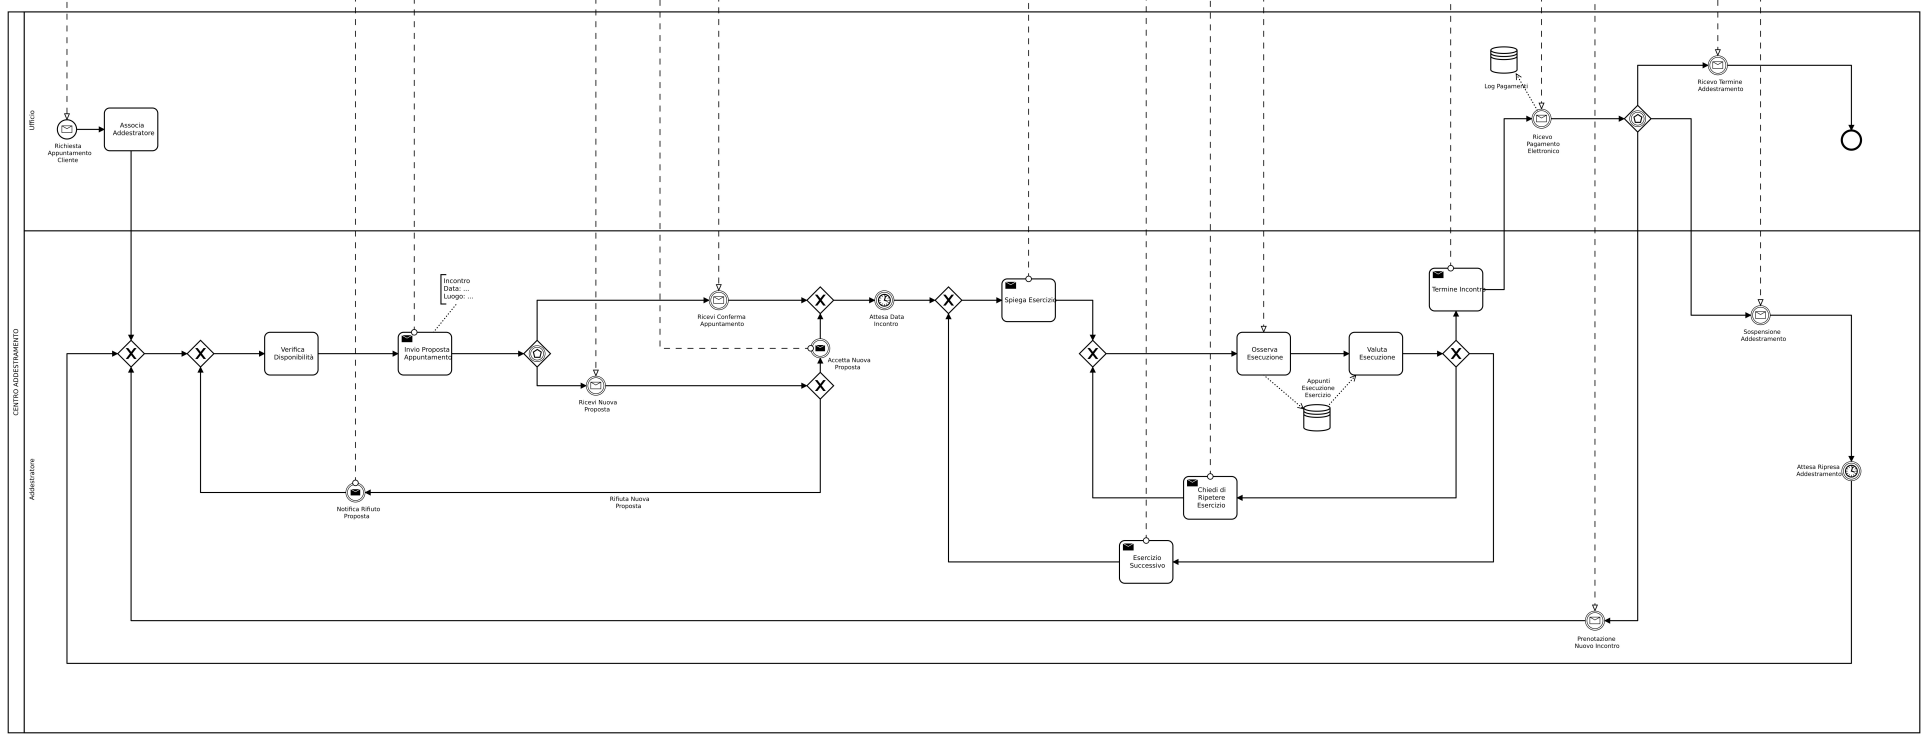 CENTRO ADDESTRAMENTO
Ufficio
Richiesta
Appuntamento
Cliente
Associa
Addestratore
Log Pagamenti
Ricevo
Pagamento
Elettronico
Ricevo Termine
Addestramento
Addestratore
Verifica
Disponibilità
Invio Proposta
Appuntamento
Incontro
Data: ...
Luogo: ...
Ricevi Conferma
Appuntamento
Ricevi Nuova
Proposta
Accetta Nuova
Proposta
Attesa Data
Incontro
Spiega Esercizio
Osserva
Esecuzione
Valuta
Esecuzione
Appunti
Esecuzione
Esercizio
Termine Incontro
Sospensione
Addestramento
Notifica Rifiuto
Proposta
Rifiuta Nuova
Proposta
Chiedi di
Ripetere
Esercizio
Esercizio
Successivo
Attesa Ripresa
Addestramento
Prenotazione
Nuovo Incontro